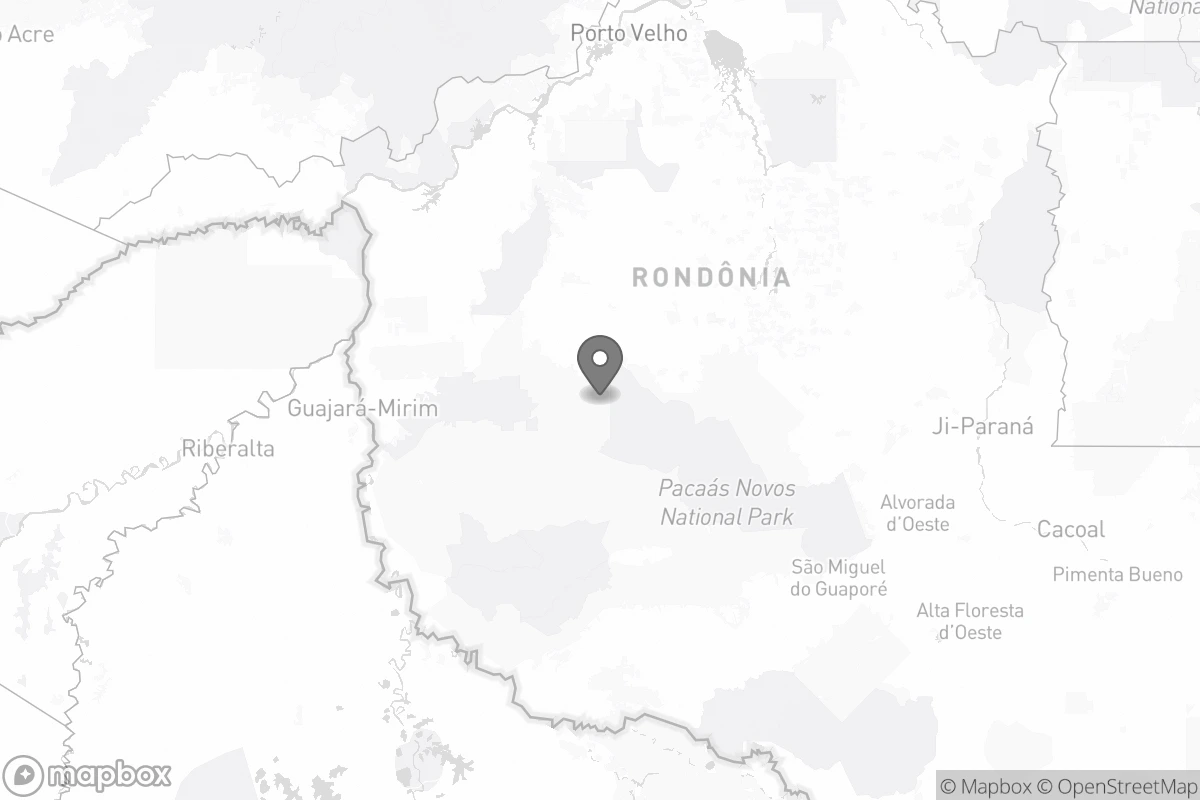 Nationa
Acre
Porto Velho
RONDÔNIA
Guajará-Mirim
Riberalta
Ji-Paraná
Pacaás Novos
National Park
Alvorada
d'Oeste
Cacoal
São Miguel
do Guaporé
Pimenta Bueno
Alta Floresta
d'Oeste
mapbox
© Mapbox © OpenStreetMap